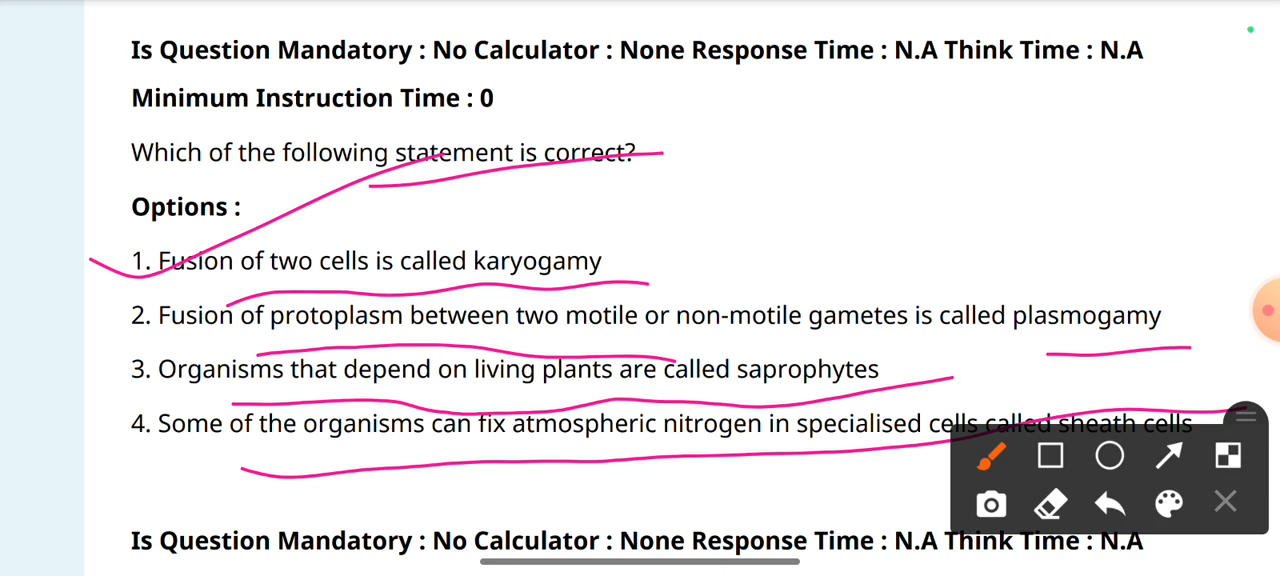 Is Question Mandatory : No Calculator : None Response Time : N.A Think Time : N.A
Minimum Instruction Time : 0
Which of the following statement is correct?
Options :
1. Fusion of two cells is called karyogamy
2. Fusion of protoplasm between two motile or non-motile gametes is called plasmogamy
3. Organisms that depend on living plants are called saprophytes
4. Some of the organisms can fix atmospheric nitrogen in specialised cells called sheath cells
Is Question Mandatory : No Calculator : None Response Time : N.A Think Time : N.A